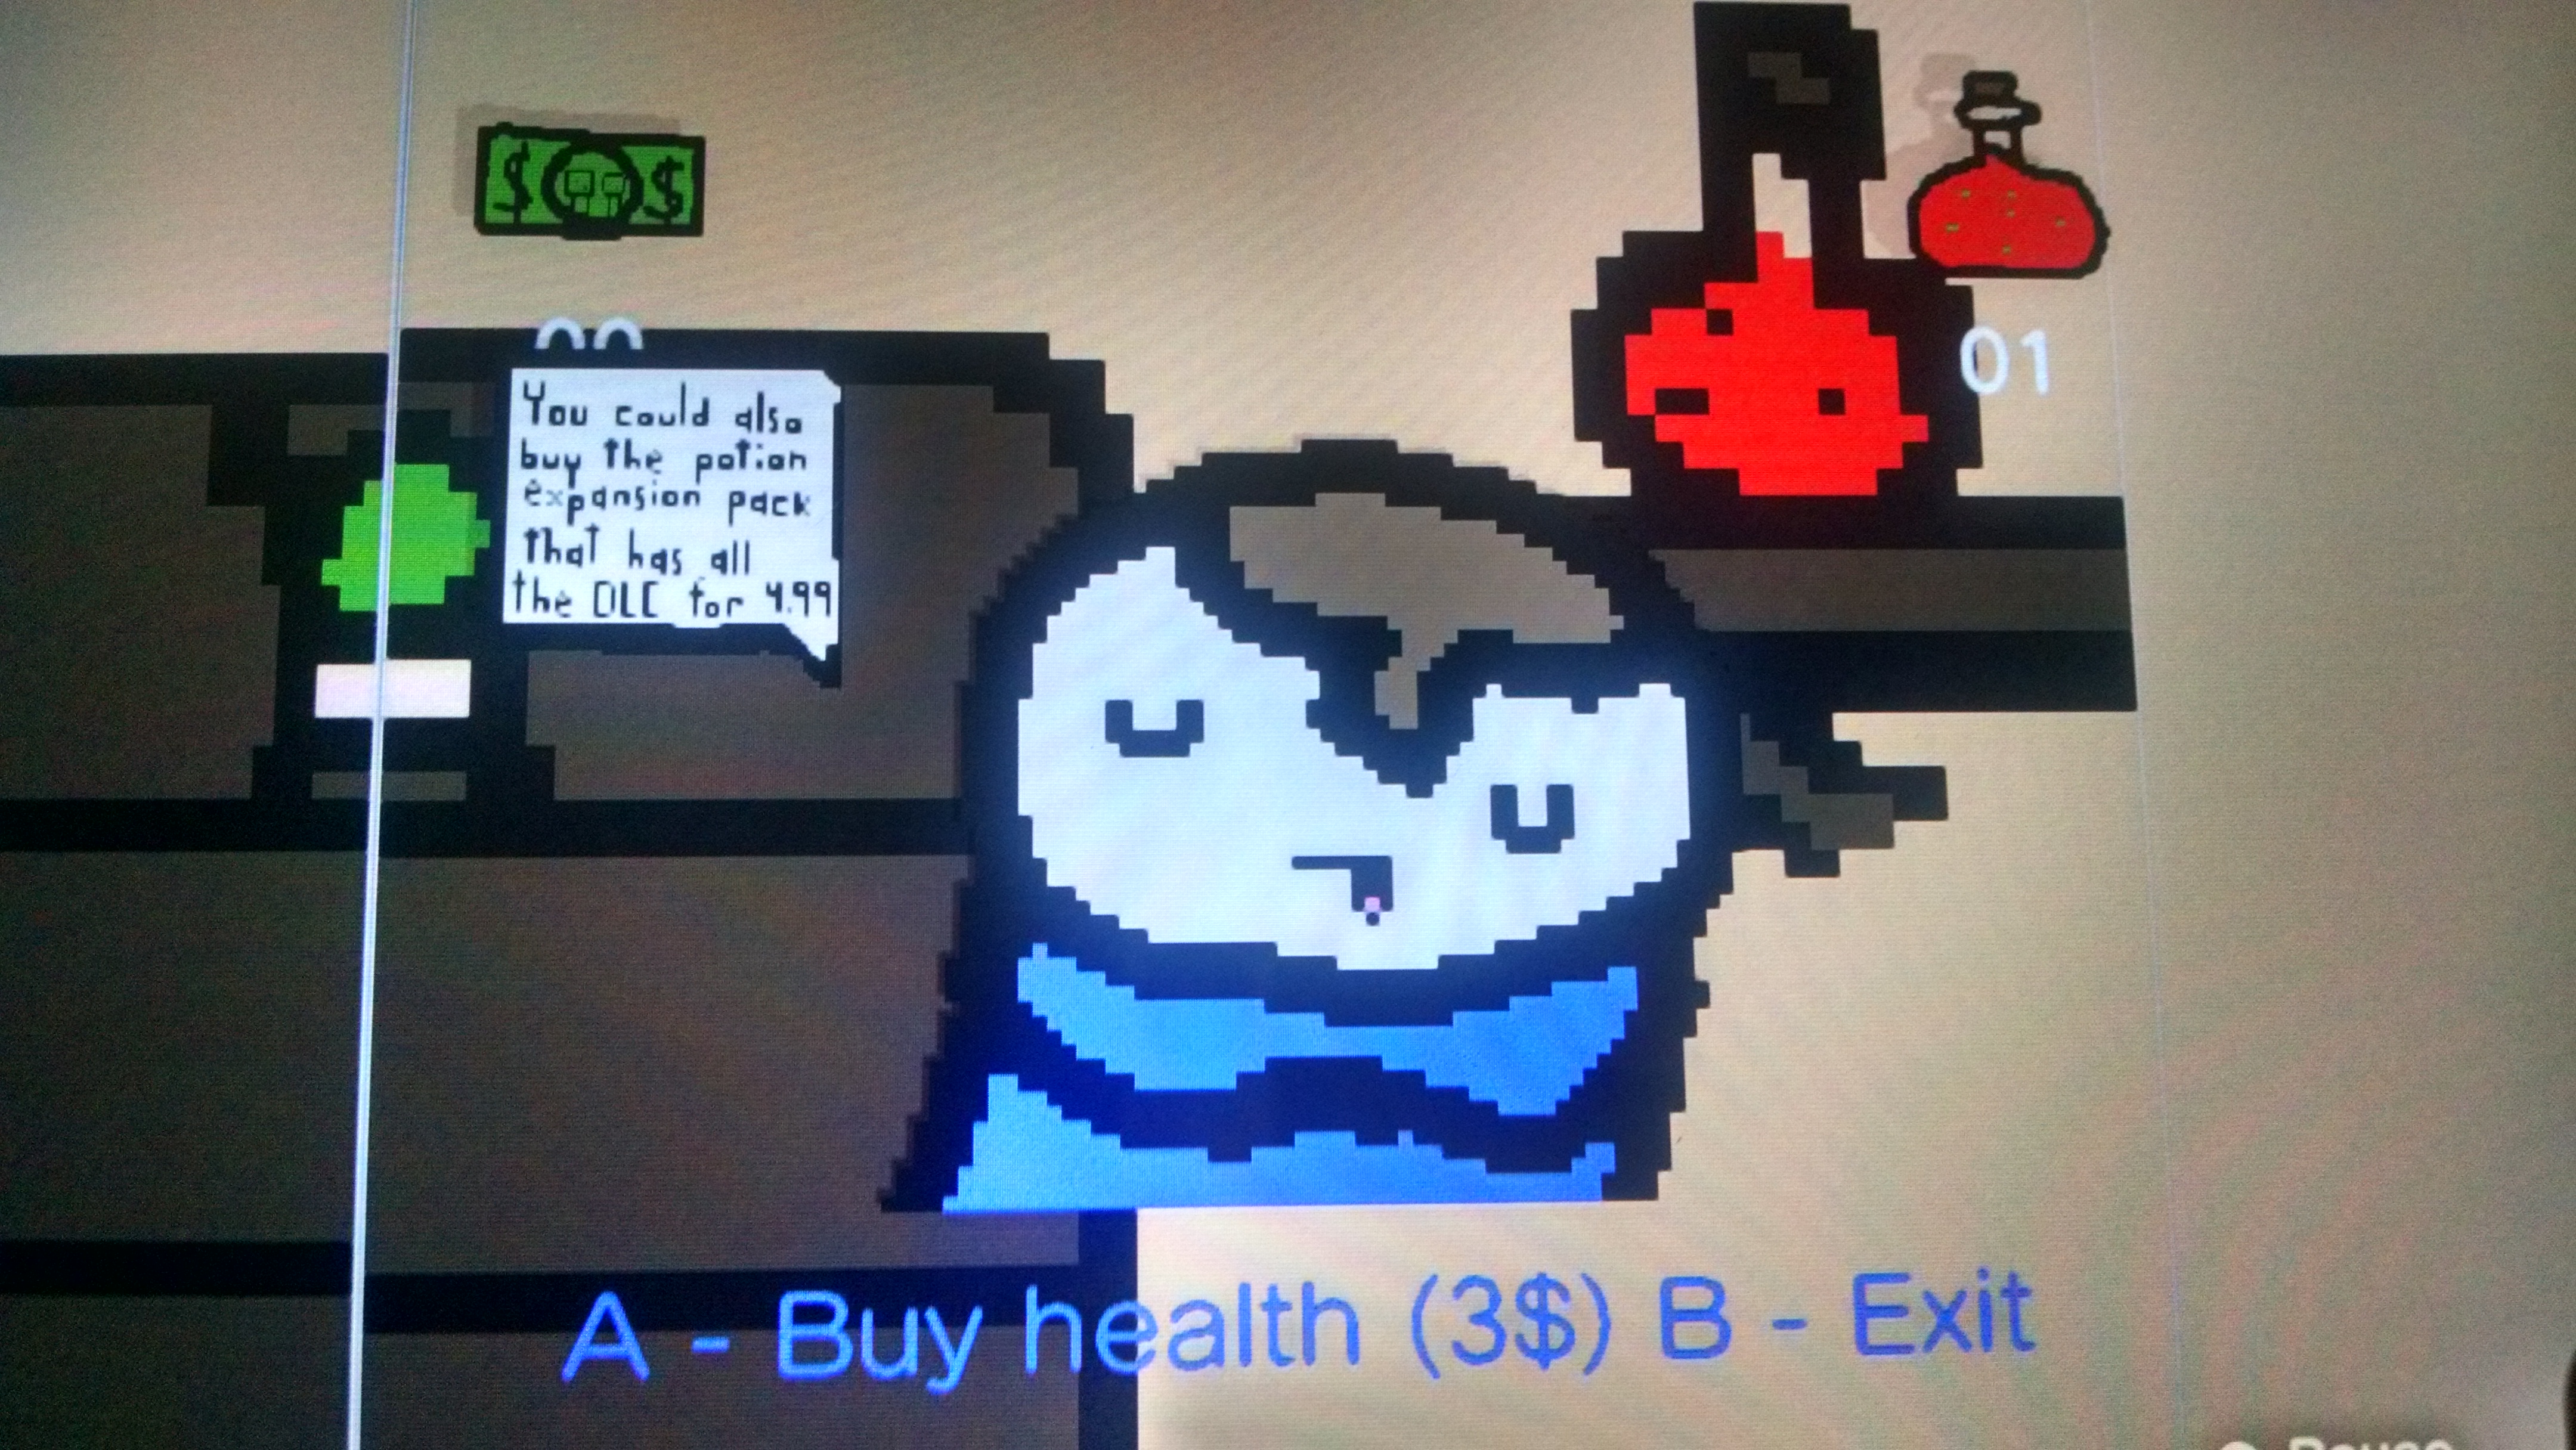 $ $
01
You could also
buy the potion
expansion pack
that has all
the DLC for 4.99
A - Buy health (3$) B - Exit